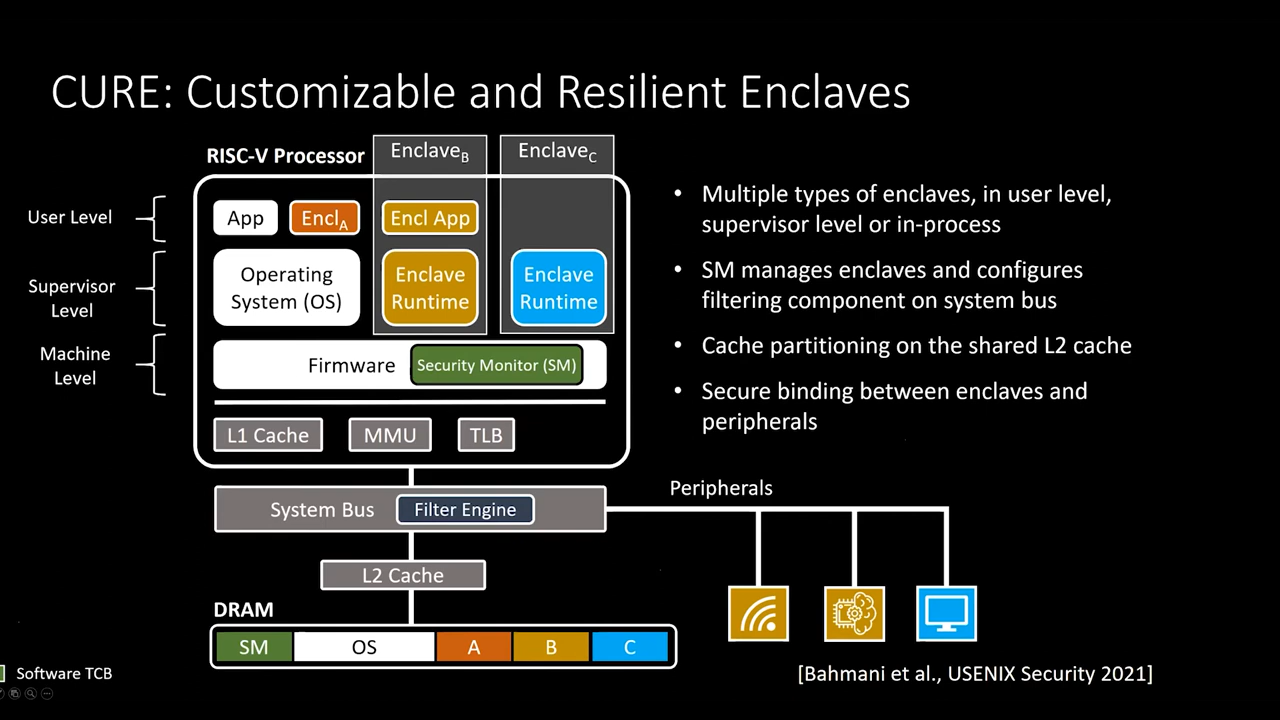 CURE: Customizable and Resilient Enclaves
RISC-V Processor
Enclave_B
Enclave_C
User Level
App
Encl_A
Encl App
Supervisor
Level
Operating
System (OS)
Enclave
Runtime
Enclave
Runtime
Machine
Level
Firmware
Security Monitor (SM)
L1 Cache
MMU
TLB
System Bus
Filter Engine
L2 Cache
DRAM
SM
OS
A
B
C
Software TCB
• Multiple types of enclaves, in user level,
supervisor level or in-process
• SM manages enclaves and configures
filtering component on system bus
• Cache partitioning on the shared L2 cache
• Secure binding between enclaves and
peripherals
Peripherals
[Bahmani et al., USENIX Security 2021]